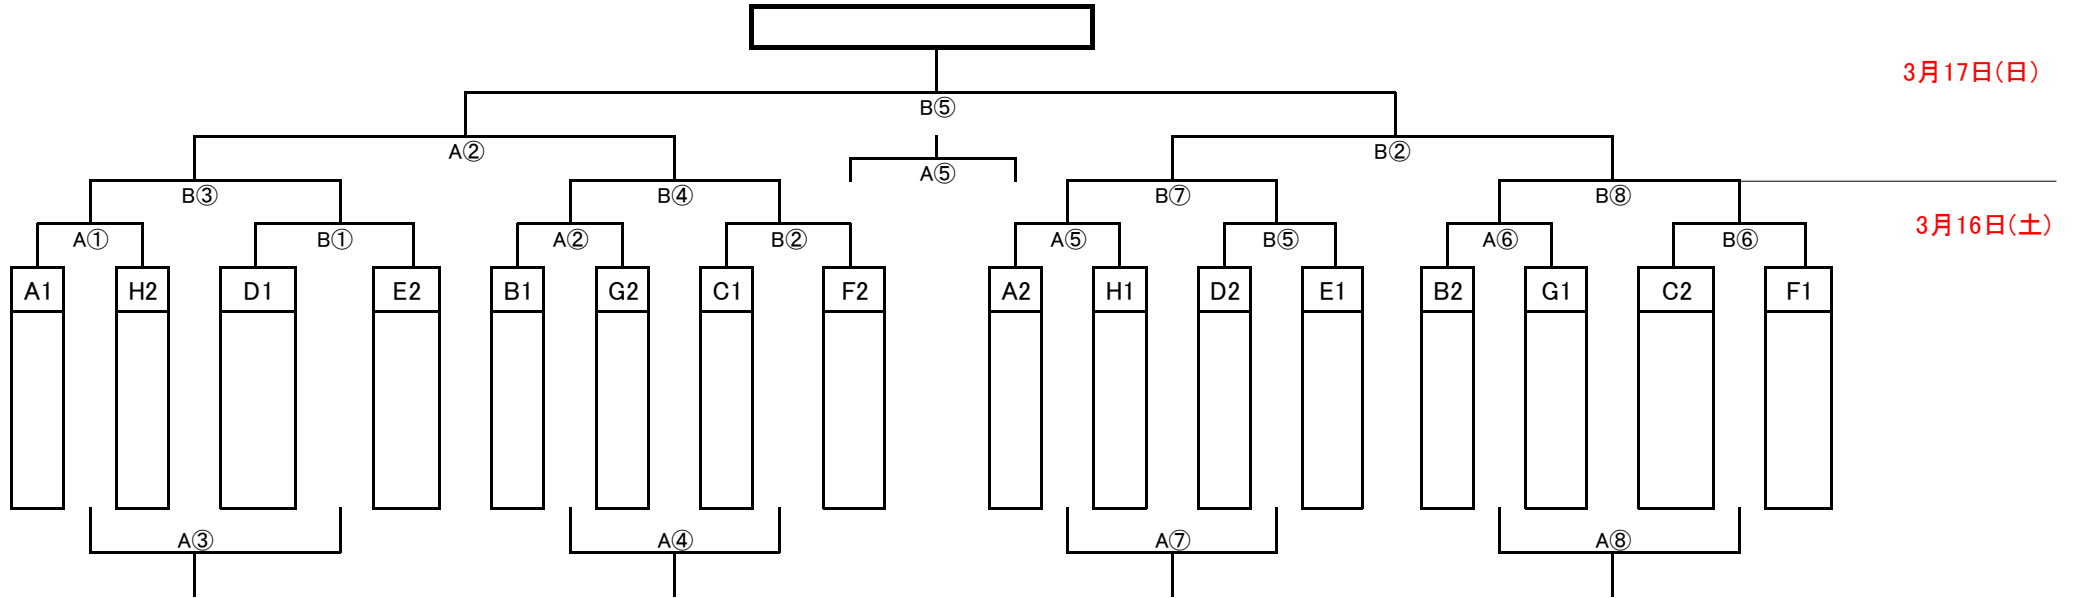 3月17日(日)
B⑤
A② B②
A⑤
B③ B④ B⑦ B⑧
3月16日(土)
A① B① A② B② A⑤ B⑤ A⑥ B⑥
A1 H2 D1 E2 B1 G2 C1 F2 A2 H1 D2 E1 B2 G1 C2 F1
A③ A④ A⑦ A⑧